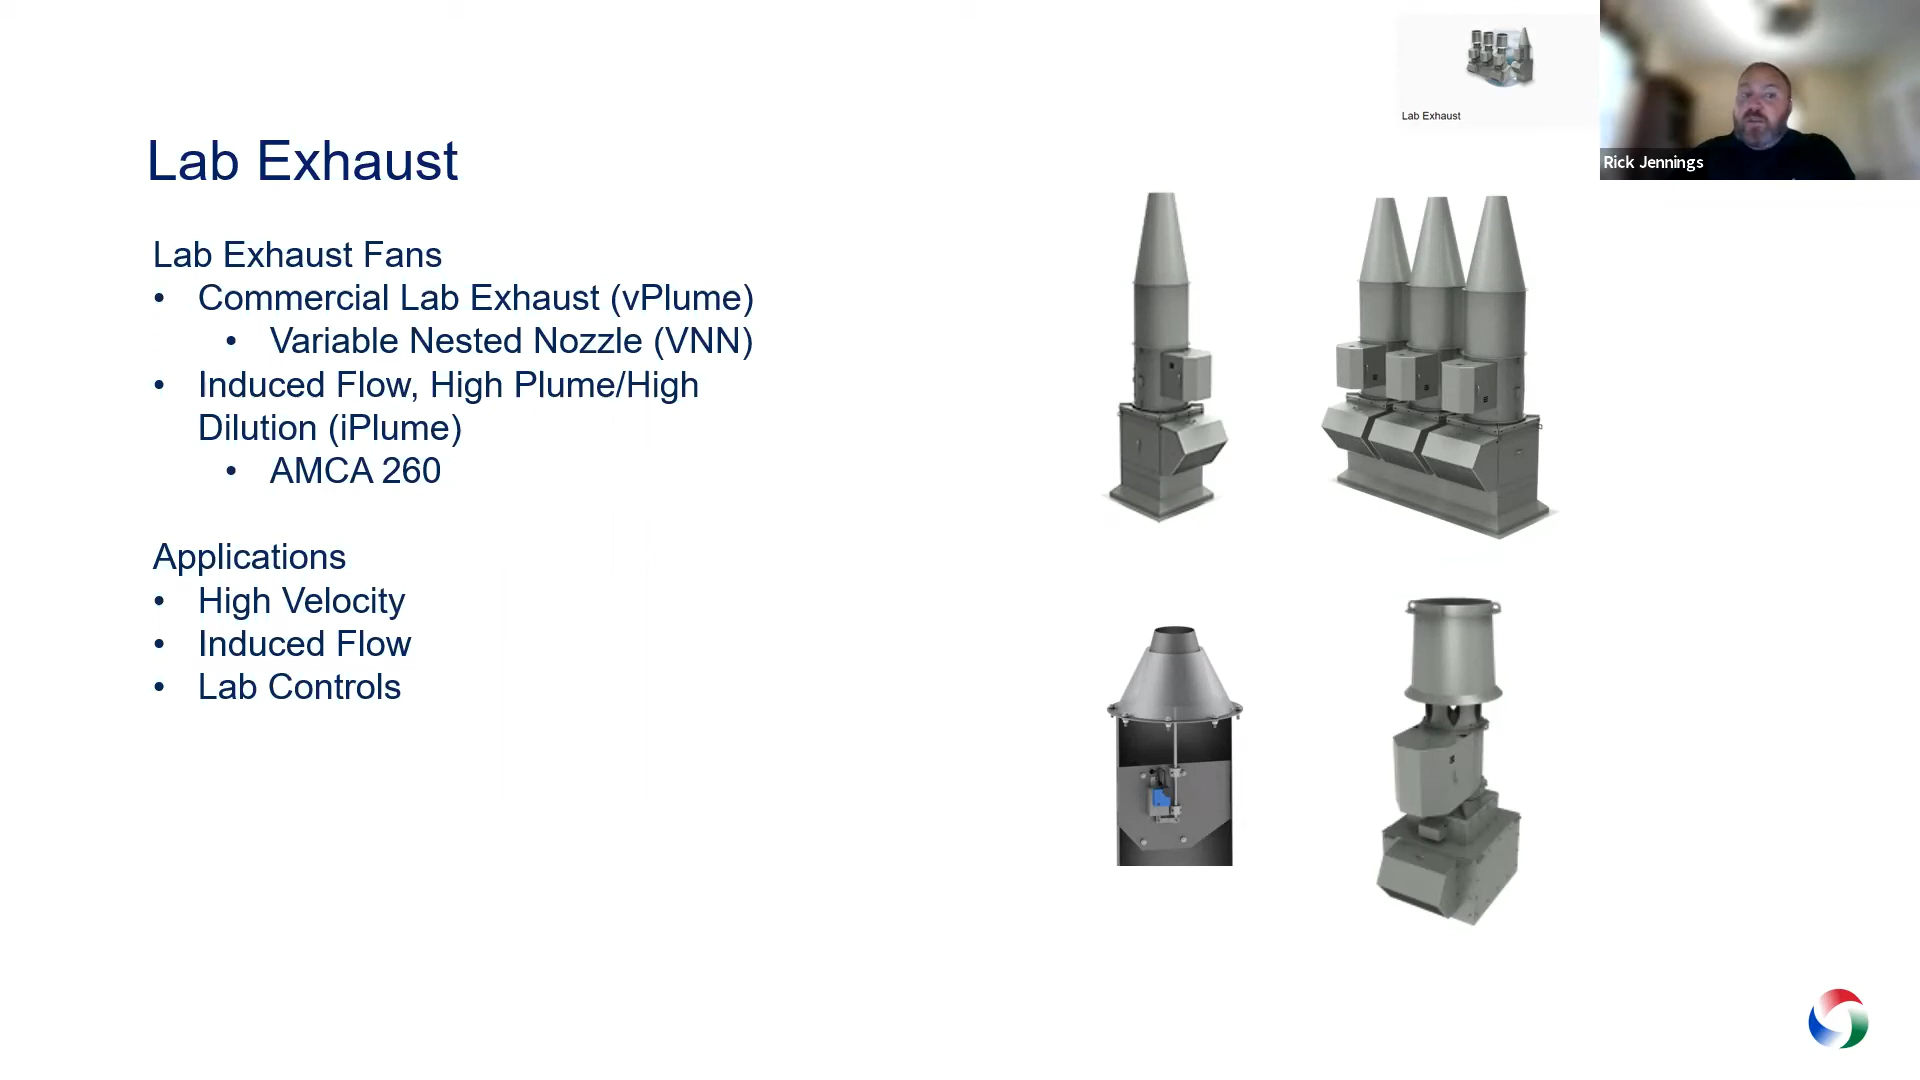 Lab Exhaust
Rick Jennings
Lab Exhaust
Lab Exhaust Fans
• Commercial Lab Exhaust (vPlume)
• Variable Nested Nozzle (VNN)
• Induced Flow, High Plume/High
Dilution (iPlume)
• AMCA 260
Applications
• High Velocity
• Induced Flow
• Lab Controls